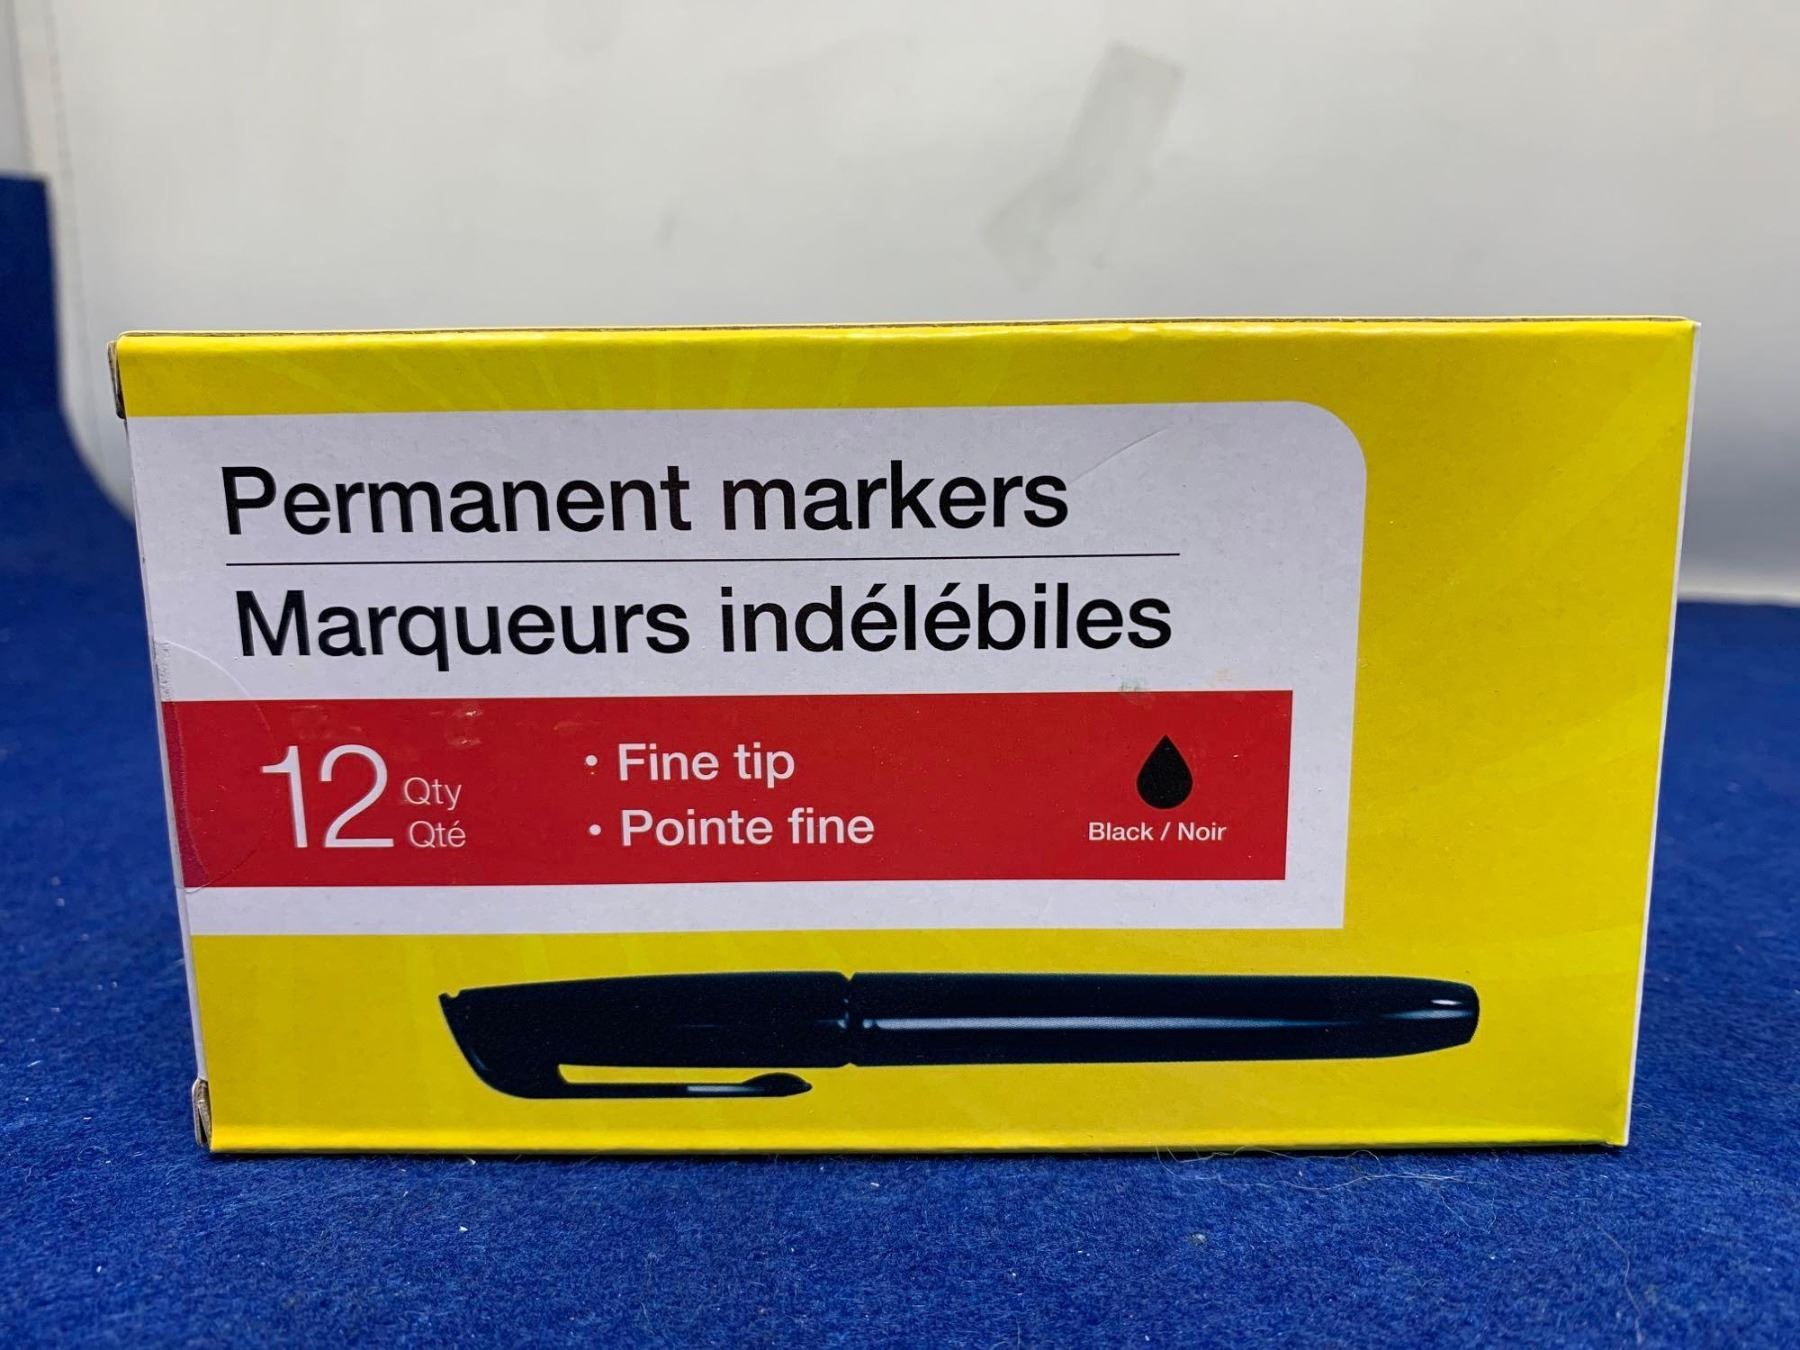 Permanent markers
Marqueurs indélébiles
12 Qty
Qté
• Fine tip
• Pointe fine
Black / Noir